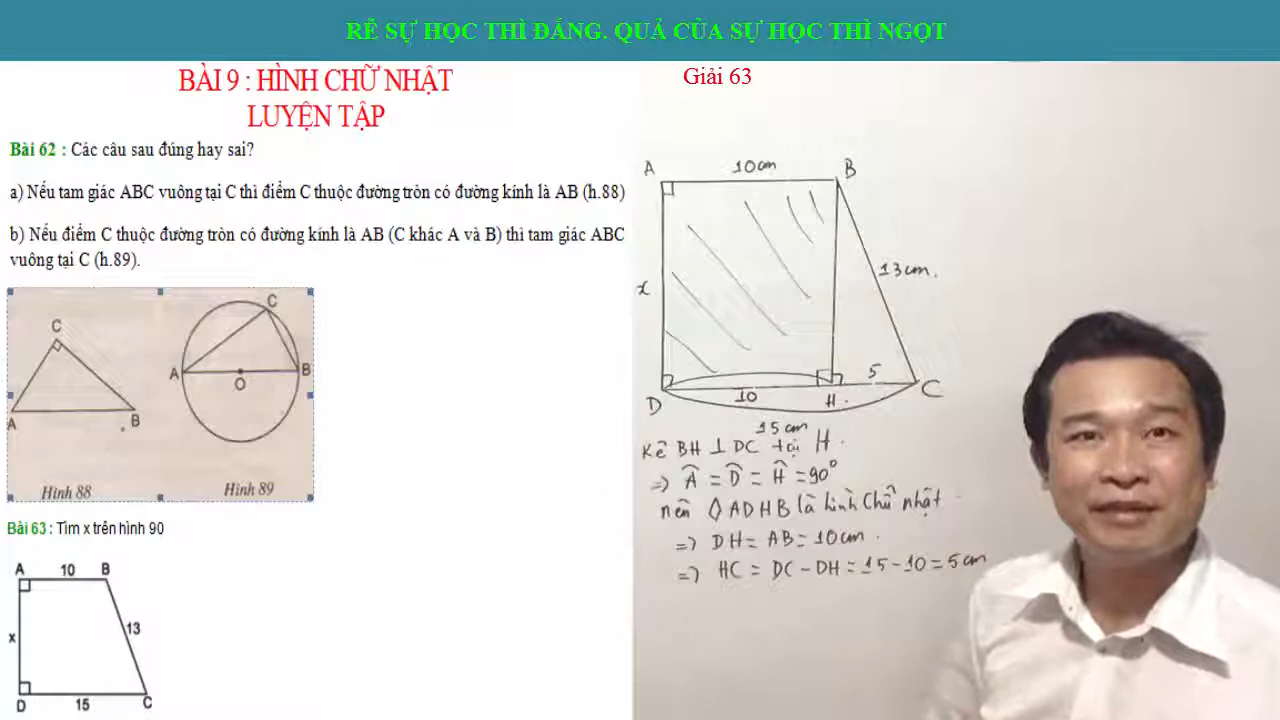 RỄ SỰ HỌC THÌ ĐẮNG. QUẢ CỦA SỰ HỌC THÌ NGỌT
BÀI 9 : HÌNH CHỮ NHẬT
LUYỆN TẬP
Bài 62 : Các câu sau đúng hay sai?
a) Nếu tam giác ABC vuông tại C thì điểm C thuộc đường tròn có đường kính là AB (h.88)
b) Nếu điểm C thuộc đường tròn có đường kính là AB (C khác A và B) thì tam giác ABC
vuông tại C (h.89).
C
A
B
Hình 88
C
A
B
O
Hình 89
Bài 63 : Tìm x trên hình 90
A 10 B
x
13
D 15 C
Giải 63
A 10cm B
x
13cm.
5
D 10 H. C
15cm
Kẻ BH ⊥ DC tại H.
=> Â = D̂ = Ĥ = 90°
nên ◊ ADHB là hình chữ nhật
=> DH = AB = 10cm.
=> HC = DC - DH = 15 - 10 = 5cm